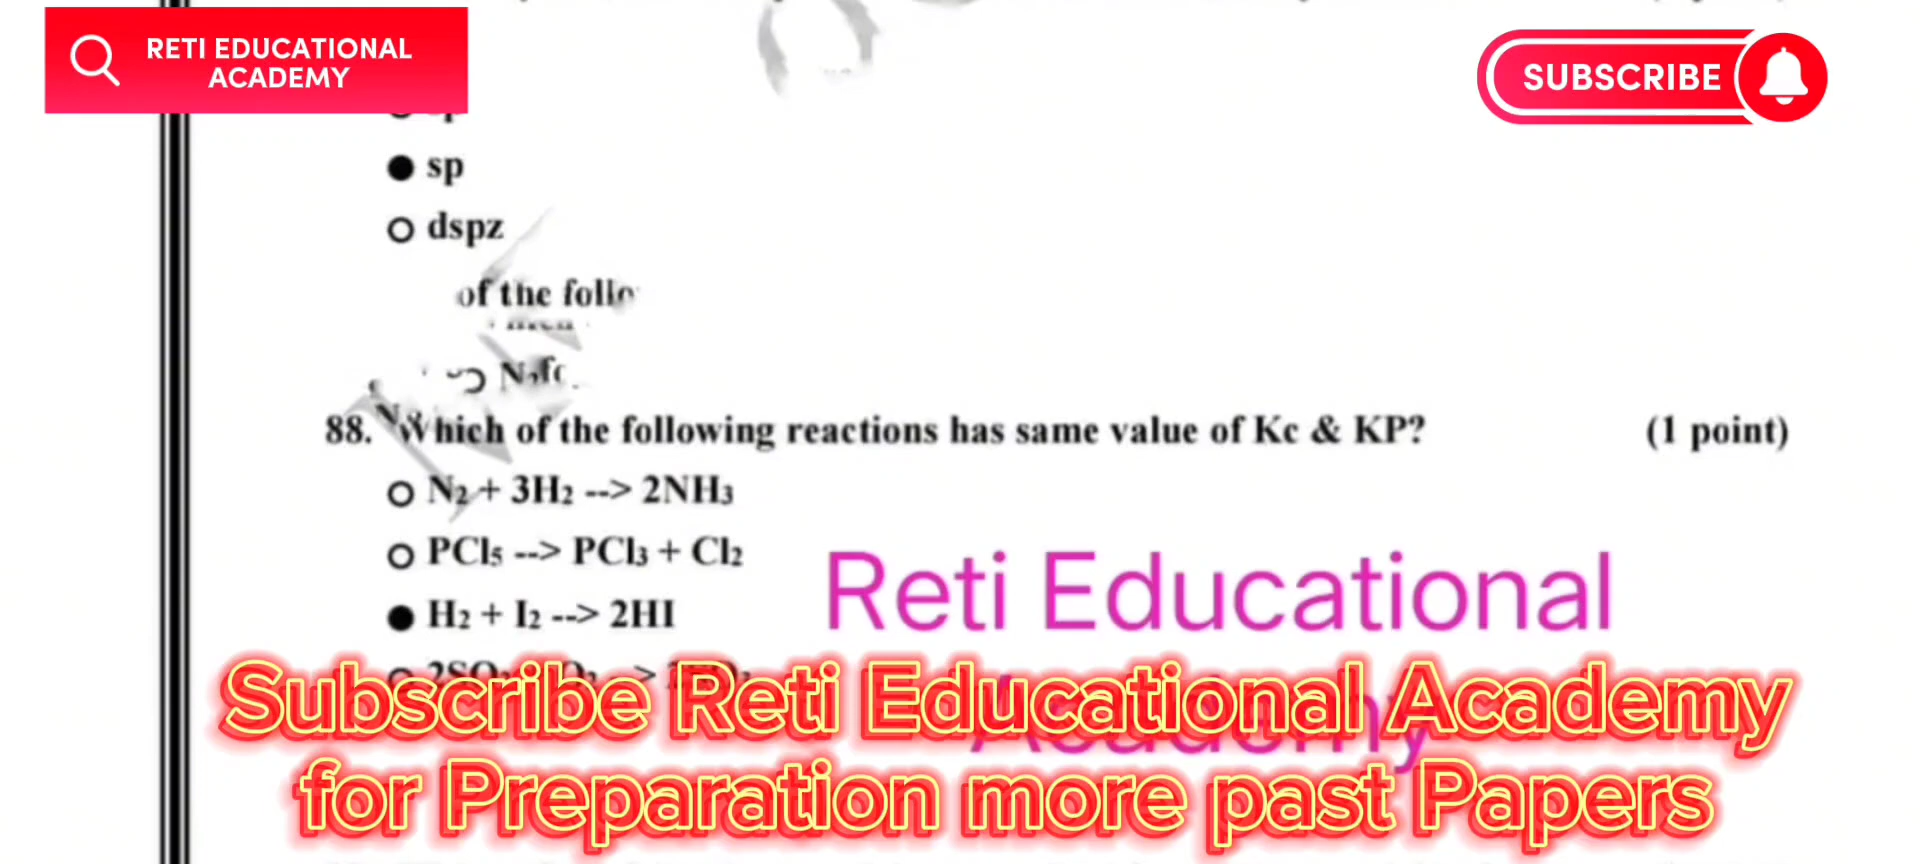 RETI EDUCATIONAL
ACADEMY
SUBSCRIBE
sp
dspz
of the follo
88. Which of the following reactions has same value of Kc & KP? (1 point)
N2 + 3H2 --> 2NH3
PCl5 --> PCl3 + Cl2
H2 + I2 --> 2HI
Reti Educational
Academy
Subscribe Reti Educational Academy
for Preparation more past Papers